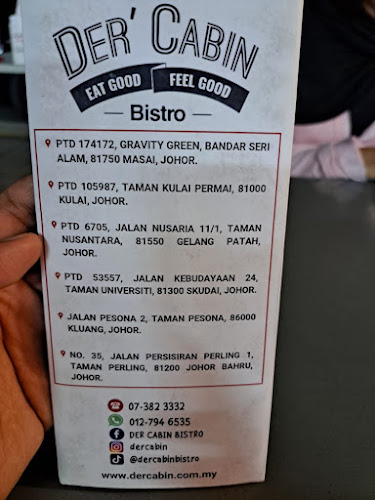 DER' CABIN
EAT GOOD FEEL GOOD
Bistro
PTD 174172, GRAVITY GREEN, BANDAR SERI
ALAM, 81750 MASAI, JOHOR.
PTD 105987, TAMAN KULAI PERMAI, 81000
KULAI, JOHOR.
PTD 6705, JALAN NUSARIA 11/1, TAMAN
NUSANTARA, 81550 GELANG PATAH,
JOHOR.
PTD 53557, JALAN KEBUDAYAAN 24,
TAMAN UNIVERSITI, 81300 SKUDAI, JOHOR.
JALAN PESONA 2, TAMAN PESONA, 86000
KLUANG, JOHOR.
NO. 35, JALAN PERSISIRAN PERLING 1,
TAMAN PERLING, 81200 JOHOR BAHRU,
JOHOR.
07-382 3332
012-794 6535
DER CABIN BISTRO
dercabin
@dercabinbistro
www.dercabin.com.my